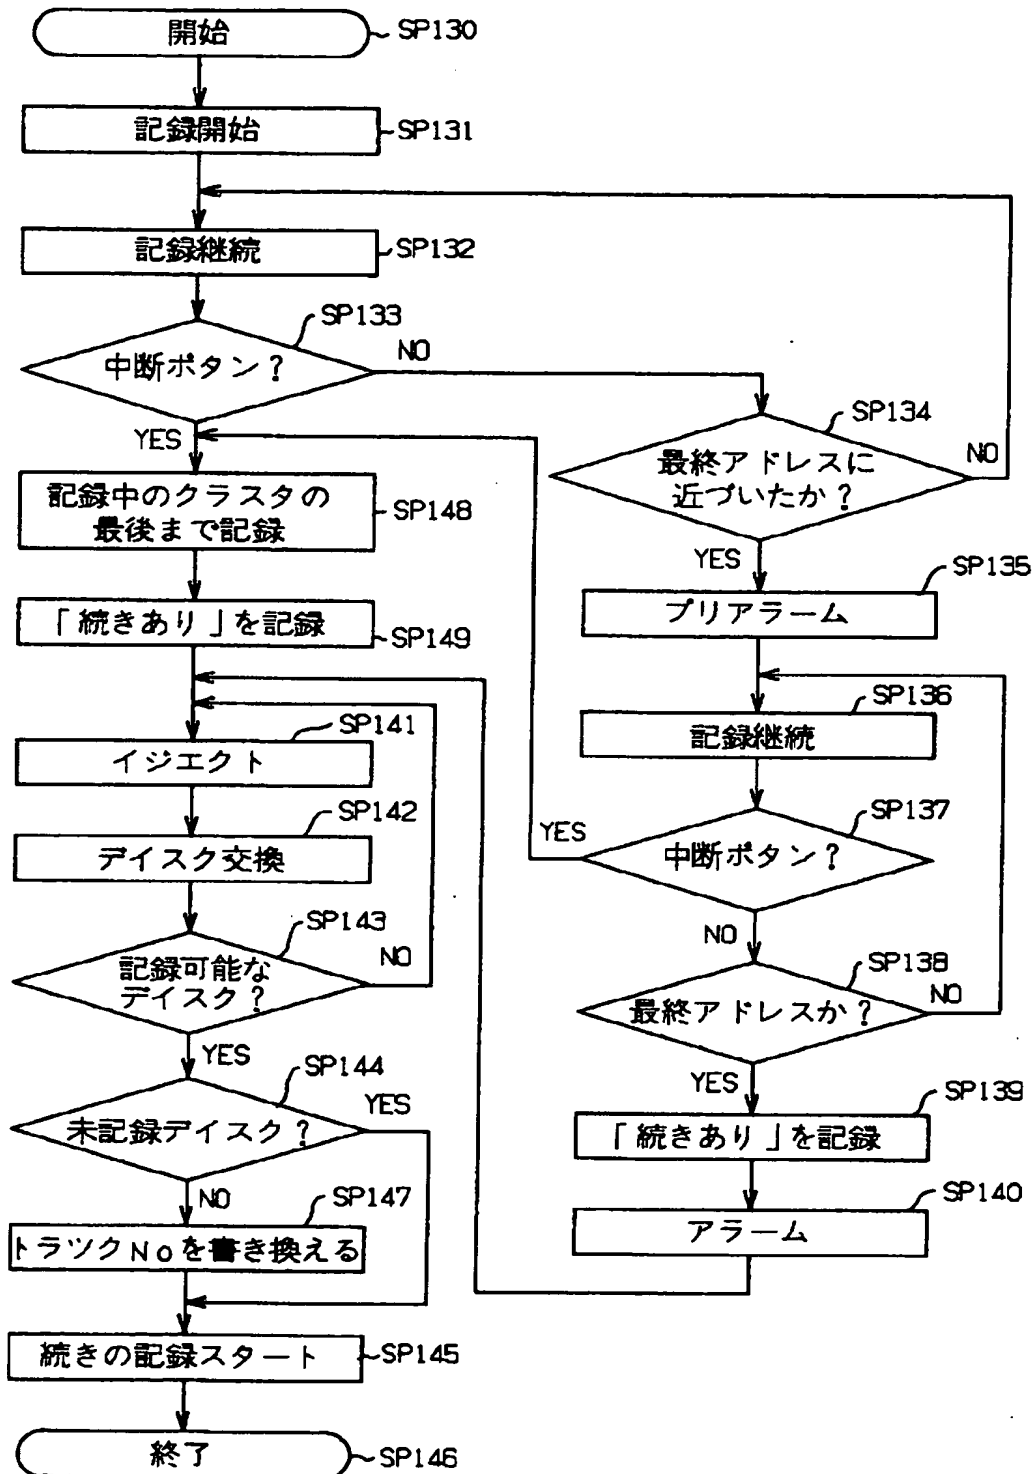 開始
SP130
記録開始
SP131
記録継続
SP132
SP133
中断ボタン?
NO
YES
SP134
最終アドレスに
近づいたか?
NO
YES
記録中のクラスタの
最後まで記録
SP148
SP135
プリアラーム
「続きあり」を記録
SP149
SP136
記録継続
SP141
イジエクト
SP137
中断ボタン?
YES
NO
SP142
デイスク交換
SP143
記録可能な
デイスク?
NO
YES
SP138
最終アドレスか?
NO
YES
SP144
未記録デイスク?
YES
NO
SP139
「続きあり」を記録
SP147
トラツクNoを書き換える
SP140
アラーム
続きの記録スタート
SP145
終了
SP146